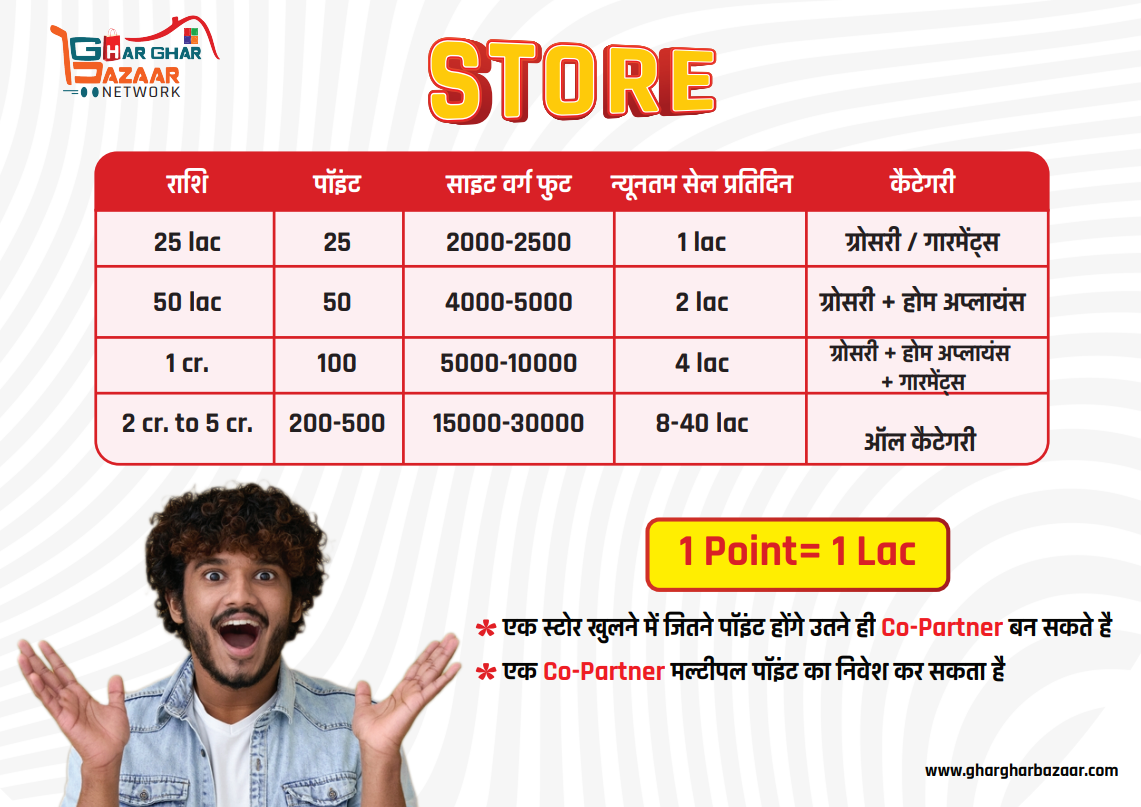 GHAR GHAR
BAZAAR
NETWORK
STORE
राशि पॉइंट साइट वर्ग फुट न्यूनतम सेल प्रतिदिन कैटेगरी
25 lac 25 2000-2500 1 lac ग्रोसरी / गारमेंट्स
50 lac 50 4000-5000 2 lac ग्रोसरी + होम अप्लायंस
1 cr. 100 5000-10000 4 lac ग्रोसरी + होम अप्लायंस
+ गारमेंट्स
2 cr. to 5 cr. 200-500 15000-30000 8-40 lac ऑल कैटेगरी
1 Point= 1 Lac
* एक स्टोर खुलने में जितने पॉइंट होंगे उतने ही Co-Partner बन सकते है
* एक Co-Partner मल्टीपल पॉइंट का निवेश कर सकता है
www.ghargharbazaar.com